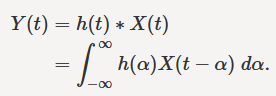 Y(t) = h(t) ∗ X(t)
= ∫_{−∞}^{∞} h(α)X(t − α) dα.